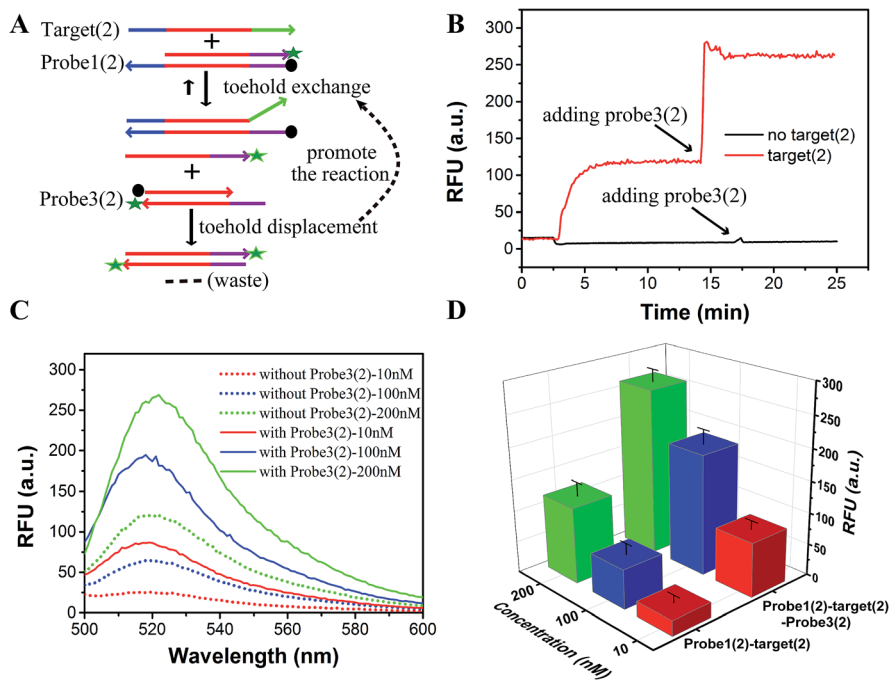 A
Target(2)
+
Probe1(2)
toehold exchange
+
promote
the reaction
Probe3(2)
toehold displacement
(waste)
B
RFU (a.u.)
300
250
200
150
100
50
0
adding probe3(2)
adding probe3(2)
no target(2)
target(2)
0 5 10 15 20 25
Time (min)
C
RFU (a.u.)
300
250
200
150
100
50
0
without Probe3(2)-10nM
without Probe3(2)-100nM
without Probe3(2)-200nM
with Probe3(2)-10nM
with Probe3(2)-100nM
with Probe3(2)-200nM
500 520 540 560 580 600
Wavelength (nm)
D
300
250
200
150
100
50
0
RFU (a.u.)
200
100
10
Concentration (nM)
Probe1(2)-target(2)
-Probe3(2)
Probe1(2)-target(2)